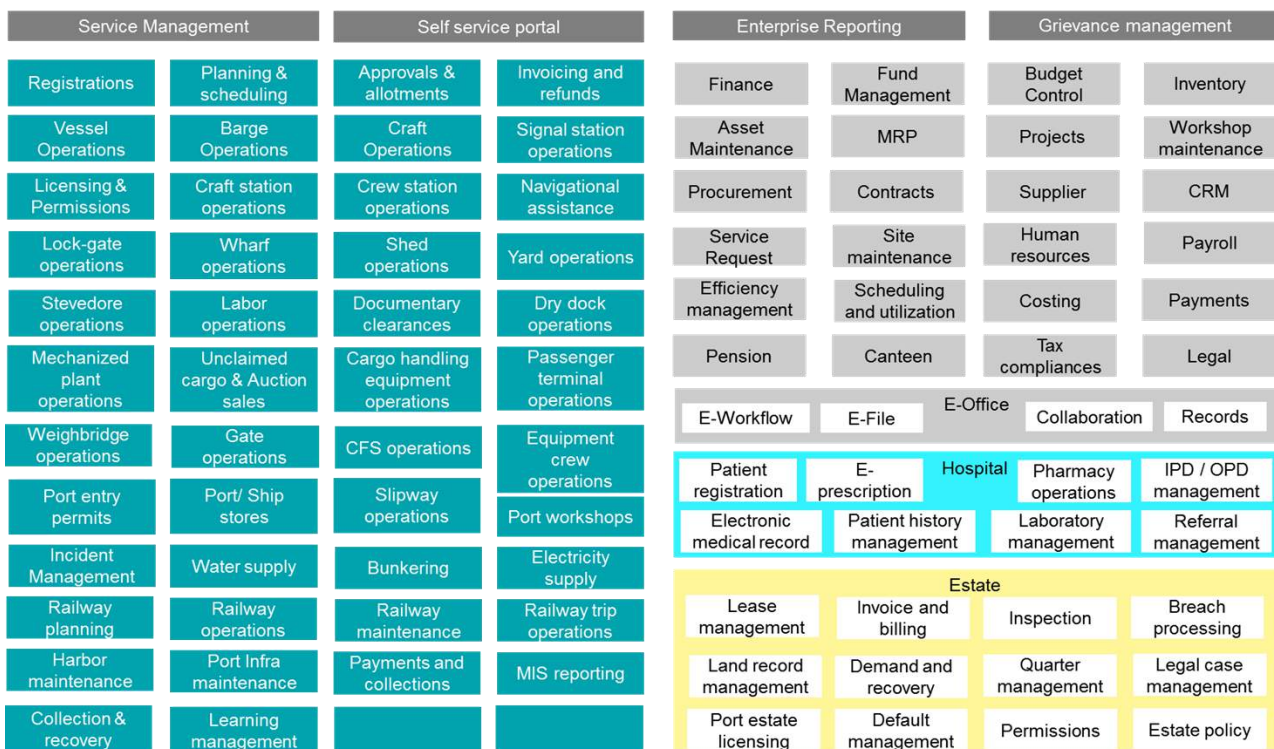 Service Management
Self service portal
Enterprise Reporting
Grievance management
Registrations
Planning &
scheduling
Approvals &
allotments
Invoicing and
refunds
Vessel
Operations
Barge
Operations
Craft
Operations
Signal station
operations
Licensing &
Permissions
Craft station
operations
Crew station
operations
Navigational
assistance
Lock-gate
operations
Wharf
operations
Shed
operations
Yard operations
Stevedore
operations
Labor
operations
Documentary
clearances
Dry dock
operations
Mechanized
plant
operations
Unclaimed
cargo & Auction
sales
Cargo handling
equipment
operations
Passenger
terminal
operations
Weighbridge
operations
Gate
operations
CFS operations
Equipment
crew
operations
Port entry
permits
Port/ Ship
stores
Slipway
operations
Port workshops
Incident
Management
Water supply
Bunkering
Electricity
supply
Railway
planning
Railway
operations
Railway
maintenance
Railway trip
operations
Harbor
maintenance
Port Infra
maintenance
Payments and
collections
MIS reporting
Collection &
recovery
Learning
management
Finance
Fund
Management
Budget
Control
Inventory
Asset
Maintenance
MRP
Projects
Workshop
maintenance
Procurement
Contracts
Supplier
CRM
Service
Request
Site
maintenance
Human
resources
Payroll
Efficiency
management
Scheduling
and utilization
Costing
Payments
Pension
Canteen
Tax
compliances
Legal
E-Office
E-Workflow
E-File
Collaboration
Records
Hospital
Patient
registration
E-
prescription
Pharmacy
operations
IPD / OPD
management
Electronic
medical record
Patient history
management
Laboratory
management
Referral
management
Estate
Lease
management
Invoice and
billing
Inspection
Breach
processing
Land record
management
Demand and
recovery
Quarter
management
Legal case
management
Port estate
licensing
Default
management
Permissions
Estate policy